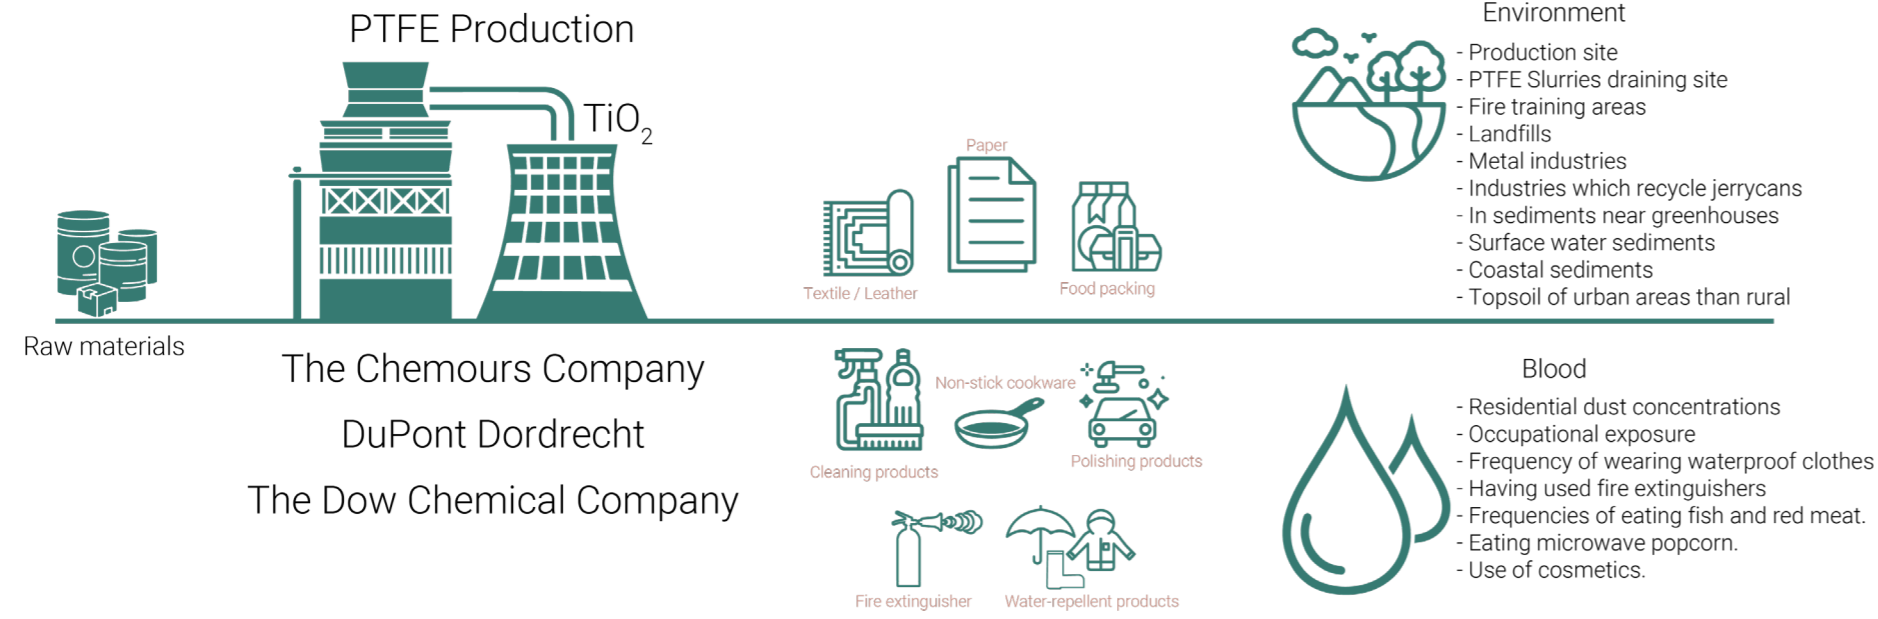 PTFE Production
TiO2
Raw materials
The Chemours Company
DuPont Dordrecht
The Dow Chemical Company
Paper
Textile / Leather
Food packing
Non-stick cookware
Cleaning products
Polishing products
Fire extinguisher
Water-repellent products
Environment
- Production site
- PTFE Slurries draining site
- Fire training areas
- Landfills
- Metal industries
- Industries which recycle jerrycans
- In sediments near greenhouses
- Surface water sediments
- Coastal sediments
- Topsoil of urban areas than rural
Blood
- Residential dust concentrations
- Occupational exposure
- Frequency of wearing waterproof clothes
- Having used fire extinguishers
- Frequencies of eating fish and red meat.
- Eating microwave popcorn.
- Use of cosmetics.